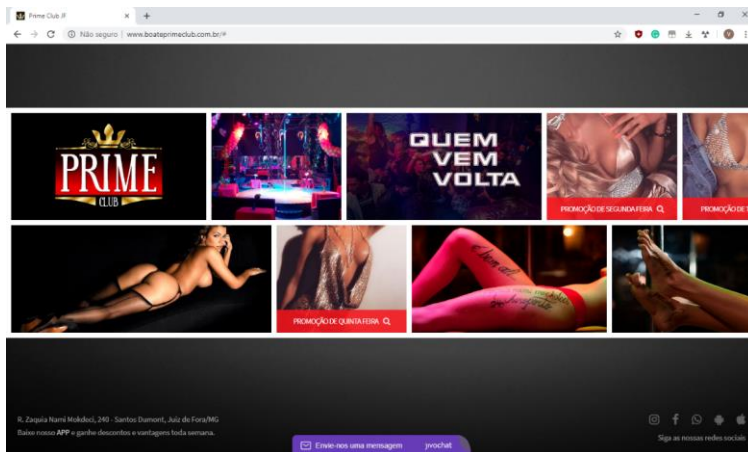 Prime Club JF
Não seguro | www.boateprimeclub.com.br/#
PRIME
CLUB
QUEM
VEM
VOLTA
PROMOÇÃO DE SEGUNDA FEIRA
PROMOÇÃO DE T
PROMOÇÃO DE QUINTA FEIRA
R. Zaquia Nami Mokdeci, 240 - Santos Dumont, Juiz de Fora/MG
Baixe nosso APP e ganhe descontos e vantagens toda semana.
Envie-nos uma mensagem jivochat
Siga as nossas redes sociais